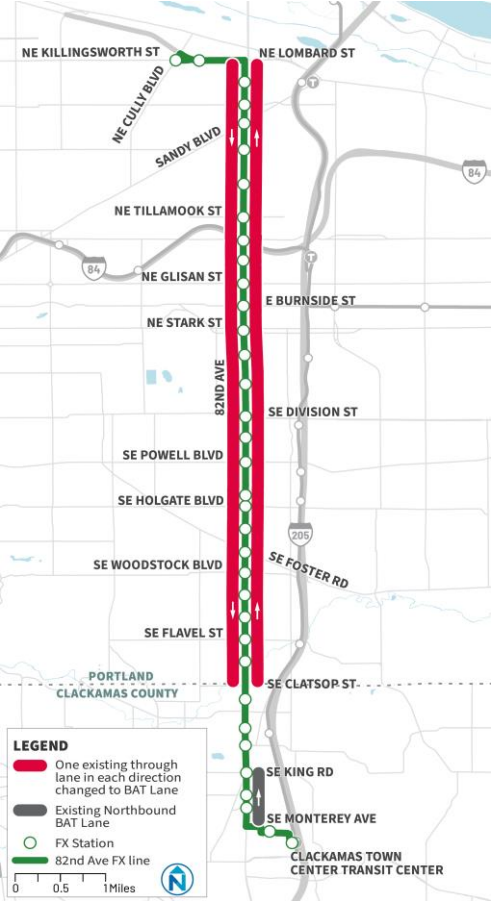 NE KILLINGSWORTH ST
NE LOMBARD ST
NE CULLY BLVD
T
SANDY BLVD
84
NE TILLAMOOK ST
T
84
NE GLISAN ST
E BURNSIDE ST
NE STARK ST
82ND AVE
SE DIVISION ST
SE POWELL BLVD
SE HOLGATE BLVD
205
SE WOODSTOCK BLVD
SE FOSTER RD
SE FLAVEL ST
PORTLAND
CLACKAMAS COUNTY
SE CLATSOP ST
SE KING RD
SE MONTEREY AVE
CLACKAMAS TOWN
CENTER TRANSIT CENTER
LEGEND
One existing through
lane in each direction
changed to BAT Lane
Existing Northbound
BAT Lane
FX Station
82nd Ave FX line
0 0.5 1Miles
N